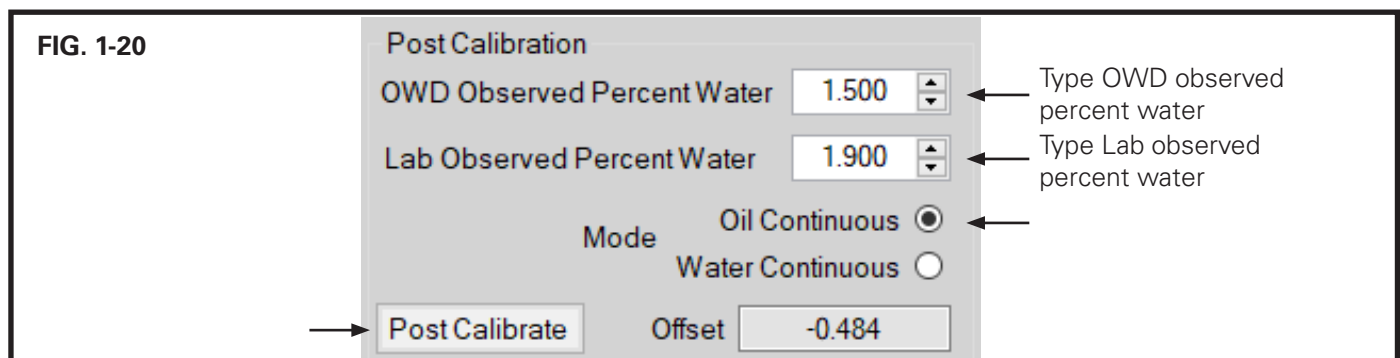 FIG. 1-20
Post Calibration
OWD Observed Percent Water 1.500
Type OWD observed
percent water
Lab Observed Percent Water 1.900
Type Lab observed
percent water
Mode
Oil Continuous
Water Continuous
Post Calibrate Offset -0.484